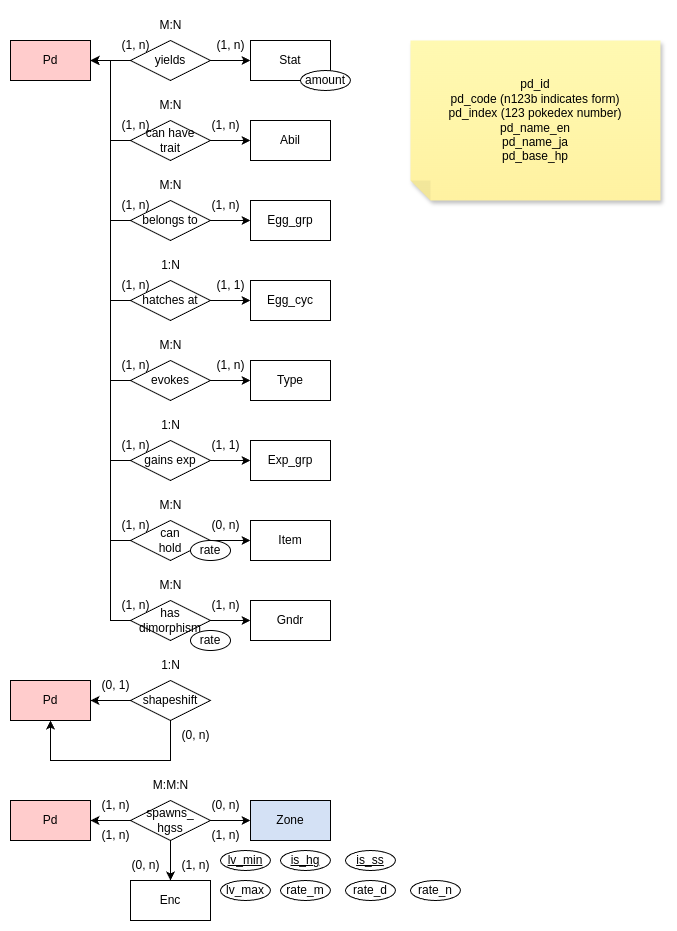 M:N
(1, n)
(1, n)
Pd
yields
Stat
amount
pd_id
pd_code (n123b indicates form)
pd_index (123 pokedex number)
pd_name_en
pd_name_ja
pd_base_hp
M:N
(1, n)
(1, n)
can have
trait
Abil
M:N
(1, n)
(1, n)
belongs to
Egg_grp
1:N
(1, n)
(1, 1)
hatches at
Egg_cyc
M:N
(1, n)
(1, n)
evokes
Type
1:N
(1, n)
(1, 1)
gains exp
Exp_grp
M:N
(1, n)
(0, n)
can
hold
rate
Item
M:N
(1, n)
(1, n)
has
dimorphism
rate
Gndr
1:N
(0, 1)
Pd
shapeshift
(0, n)
M:M:N
(1, n)
(0, n)
Pd
spawns_
hgss
Zone
(1, n)
(1, n)
(0, n)
(1, n)
lv_min
is_hg
is_ss
lv_max
rate_m
rate_d
rate_n
Enc